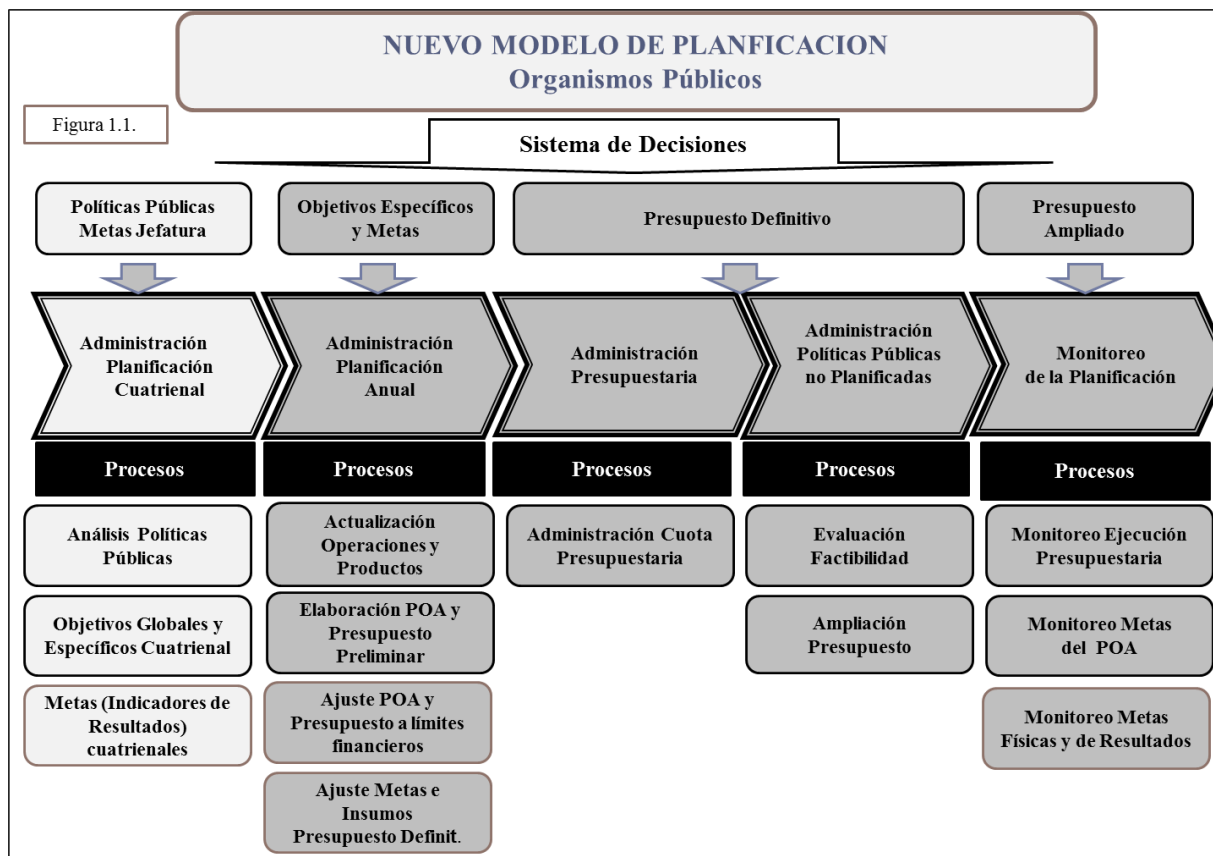 NUEVO MODELO DE PLANFICACION
Organismos Públicos
Figura 1.1.
Sistema de Decisiones
Políticas Públicas
Metas Jefatura
Objetivos Específicos
y Metas
Presupuesto Definitivo
Presupuesto
Ampliado
Administración
Planificación
Cuatrienal
Administración
Planificación
Anual
Administración
Presupuestaria
Administración
Políticas Públicas
no Planificadas
Monitoreo
de la Planificación
Procesos
Procesos
Procesos
Procesos
Procesos
Análisis Políticas
Públicas
Objetivos Globales y
Específicos Cuatrienal
Metas (Indicadores de
Resultados)
cuatrienales
Actualización
Operaciones y
Productos
Elaboración POA y
Presupuesto
Preliminar
Ajuste POA y
Presupuesto a límites
financieros
Ajuste Metas e
Insumos
Presupuesto Definit.
Administración Cuota
Presupuestaria
Evaluación
Factibilidad
Ampliación
Presupuesto
Monitoreo Ejecución
Presupuestaria
Monitoreo Metas
del POA
Monitoreo Metas
Físicas y de Resultados